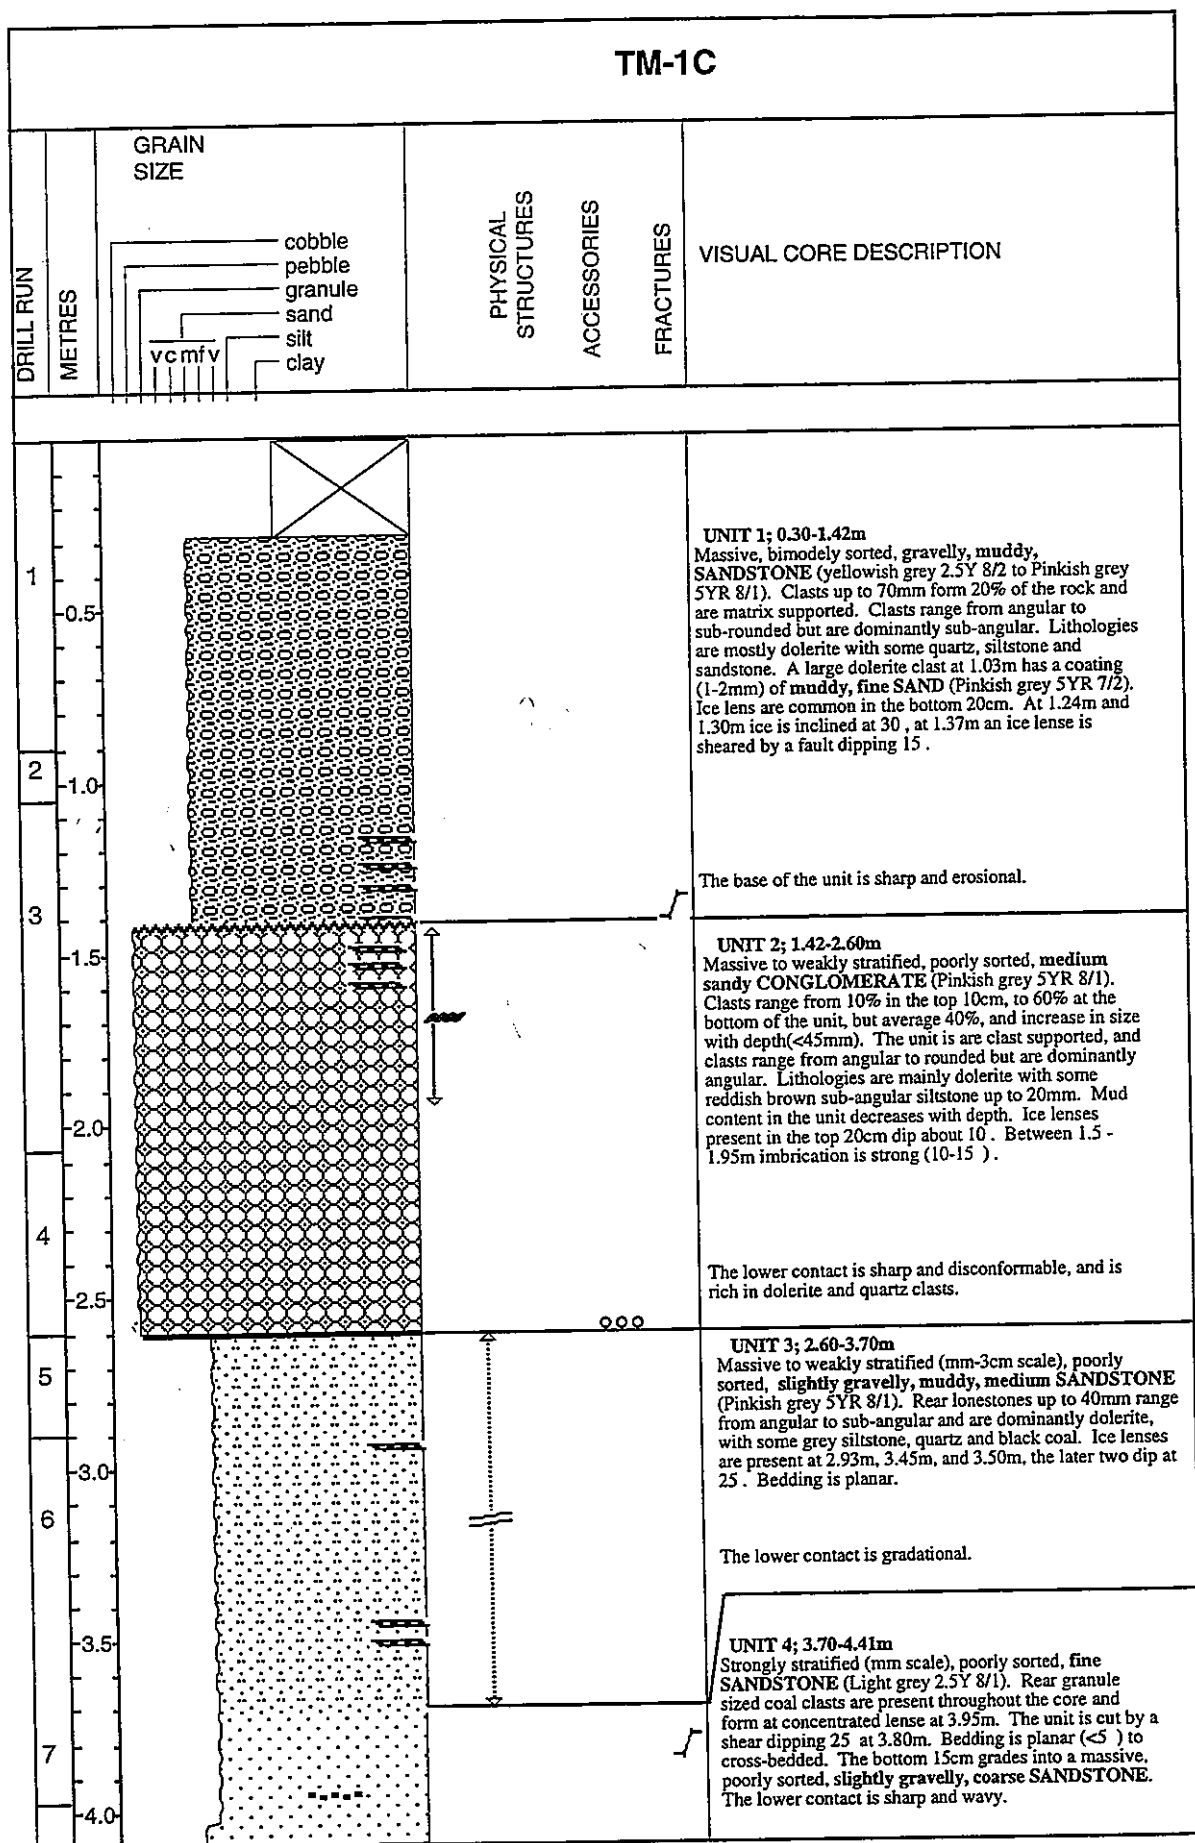 TM-1C
DRILL RUN
METRES
GRAIN
SIZE
cobble
pebble
granule
sand
silt
clay
v c m f v
PHYSICAL
STRUCTURES
ACCESSORIES
FRACTURES
VISUAL CORE DESCRIPTION
1
2
3
4
5
6
7
-0.5-
-1.0-
-1.5-
-2.0-
-2.5-
-3.0-
-3.5-
-4.0-
UNIT 1; 0.30-1.42m
Massive, bimodely sorted, gravelly, muddy,
SANDSTONE (yellowish grey 2.5Y 8/2 to Pinkish grey
5YR 8/1). Clasts up to 70mm form 20% of the rock and
are matrix supported. Clasts range from angular to
sub-rounded but are dominantly sub-angular. Lithologies
are mostly dolerite with some quartz, siltstone and
sandstone. A large dolerite clast at 1.03m has a coating
(1-2mm) of muddy, fine SAND (Pinkish grey 5YR 7/2).
Ice lens are common in the bottom 20cm. At 1.24m and
1.30m ice is inclined at 30 , at 1.37m an ice lense is
sheared by a fault dipping 15 .
The base of the unit is sharp and erosional.
UNIT 2; 1.42-2.60m
Massive to weakly stratified, poorly sorted, medium
sandy CONGLOMERATE (Pinkish grey 5YR 8/1).
Clasts range from 10% in the top 10cm, to 60% at the
bottom of the unit, but average 40%, and increase in size
with depth(<45mm). The unit is are clast supported, and
clasts range from angular to rounded but are dominantly
angular. Lithologies are mainly dolerite with some
reddish brown sub-angular siltstone up to 20mm. Mud
content in the unit decreases with depth. Ice lenses
present in the top 20cm dip about 10 . Between 1.5 -
1.95m imbrication is strong (10-15 ) .
The lower contact is sharp and disconformable, and is
rich in dolerite and quartz clasts.
UNIT 3; 2.60-3.70m
Massive to weakly stratified (mm-3cm scale), poorly
sorted, slightly gravelly, muddy, medium SANDSTONE
(Pinkish grey 5YR 8/1). Rear lonestones up to 40mm range
from angular to sub-angular and are dominantly dolerite,
with some grey siltstone, quartz and black coal. Ice lenses
are present at 2.93m, 3.45m, and 3.50m, the later two dip at
25 . Bedding is planar.
The lower contact is gradational.
UNIT 4; 3.70-4.41m
Strongly stratified (mm scale), poorly sorted, fine
SANDSTONE (Light grey 2.5Y 8/1). Rear granule
sized coal clasts are present throughout the core and
form at concentrated lense at 3.95m. The unit is cut by a
shear dipping 25 at 3.80m. Bedding is planar (<5 ) to
cross-bedded. The bottom 15cm grades into a massive,
poorly sorted, slightly gravelly, coarse SANDSTONE.
The lower contact is sharp and wavy.